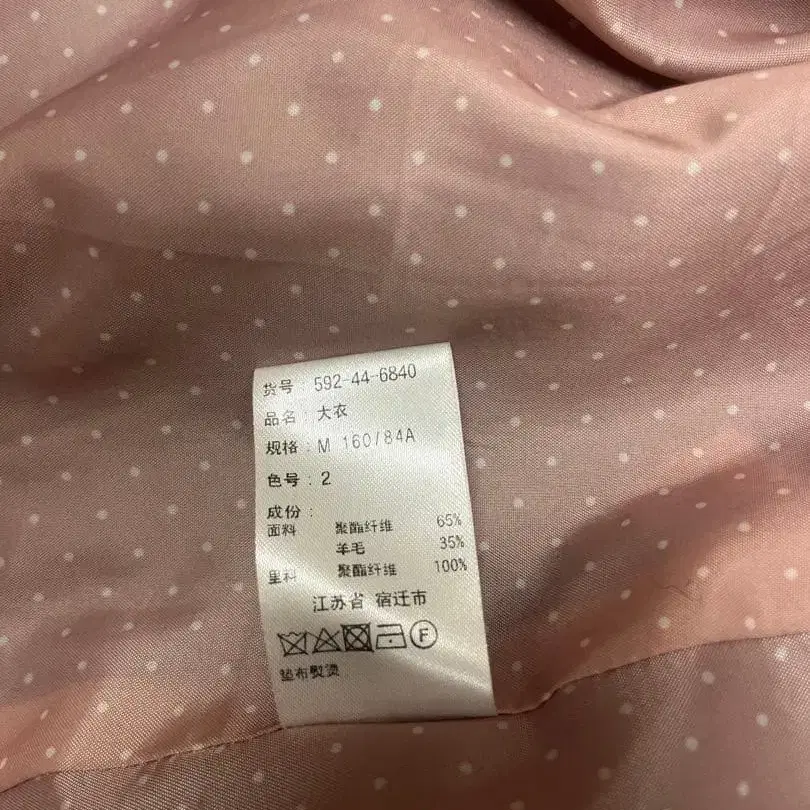 货号：592-44-6840
品名：大衣
规格：M 160/84A
色号：2
成份：
面料 聚酯纤维 65%
羊毛 35%
里料 聚酯纤维 100%
江苏省 宿迁市
F
垫布熨烫